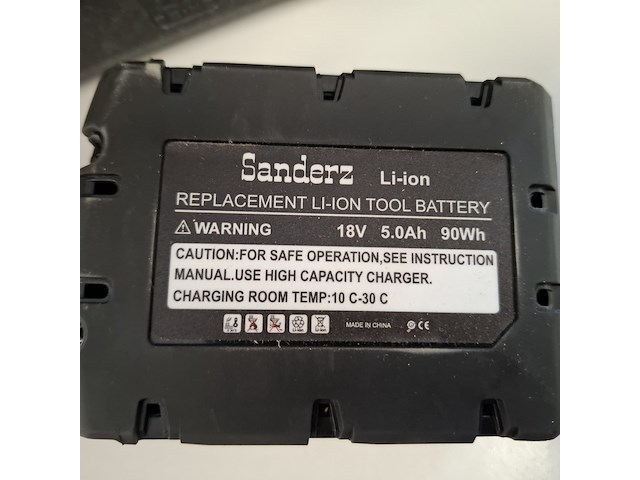 Sanderz Li-ion
REPLACEMENT LI-ION TOOL BATTERY
WARNING 18V 5.0Ah 90Wh
CAUTION:FOR SAFE OPERATION,SEE INSTRUCTION
MANUAL.USE HIGH CAPACITY CHARGER.
CHARGING ROOM TEMP:10 C-30 C
MADE IN CHINA CE